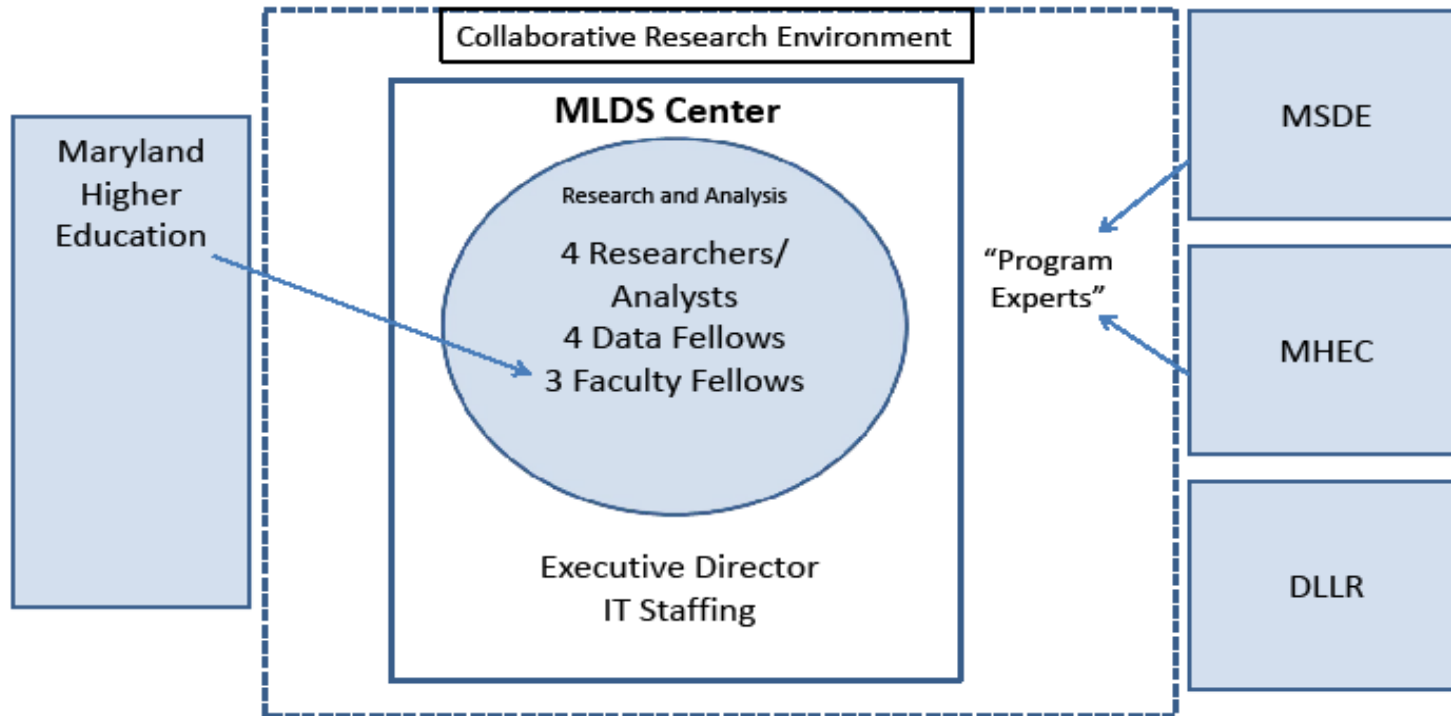 Collaborative Research Environment
MLDS Center
Maryland
Higher
Education
Research and Analysis
4 Researchers/
Analysts
4 Data Fellows
3 Faculty Fellows
Executive Director
IT Staffing
“Program
Experts”
MSDE
MHEC
DLLR